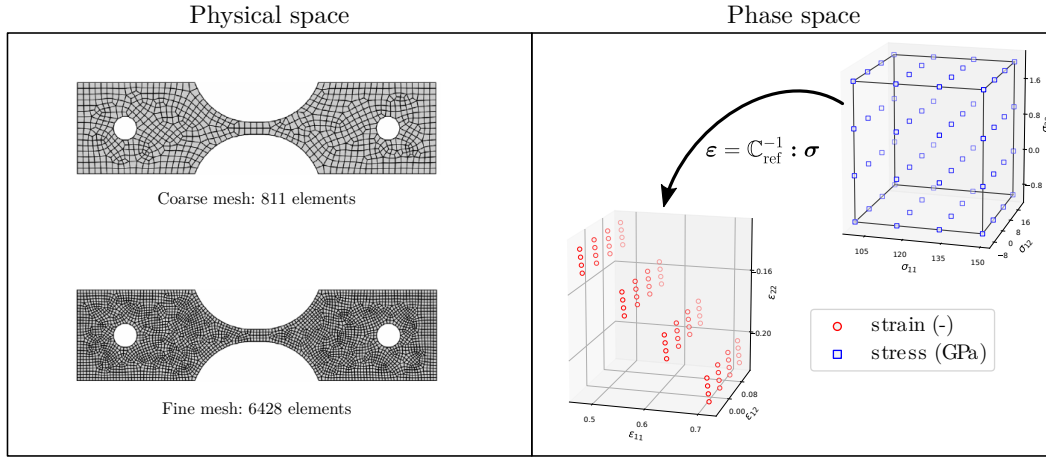 Physical space
Phase space
Coarse mesh: 811 elements
Fine mesh: 6428 elements
ε = ℂ⁻¹ref : σ
1.6
0.8
0.0
−0.8
16
8
0
−8
σ12
105
120
135
150
σ11
−0.16
−0.20
ε22
0.08
0.00
ε12
0.5
0.6
0.7
ε11
strain (-)
stress (GPa)